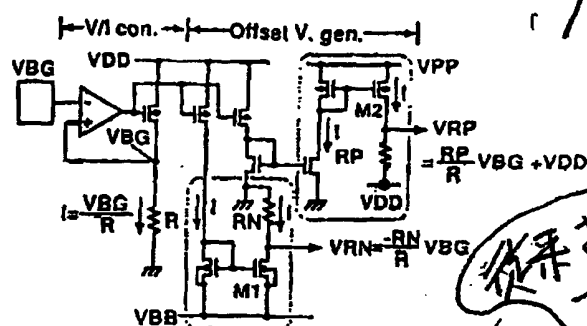 V/I con.
Offset V. gen.
VBG
VDD
VPP
-
+
VBG
M2
I
I
VRP
RP
= RP/R VBG + VDD
VDD
I = VBG/R
R
I
RN
I
VRN = -RN/R VBG
M1
VBB